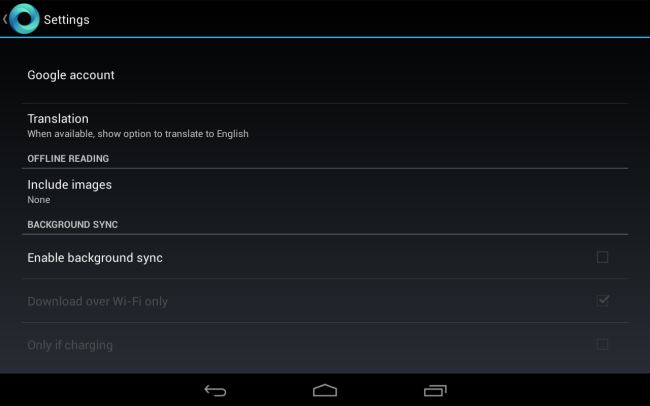 Settings
Google account
Translation
When available, show option to translate to English
OFFLINE READING
Include images
None
BACKGROUND SYNC
Enable background sync
Download over Wi-Fi only
Only if charging